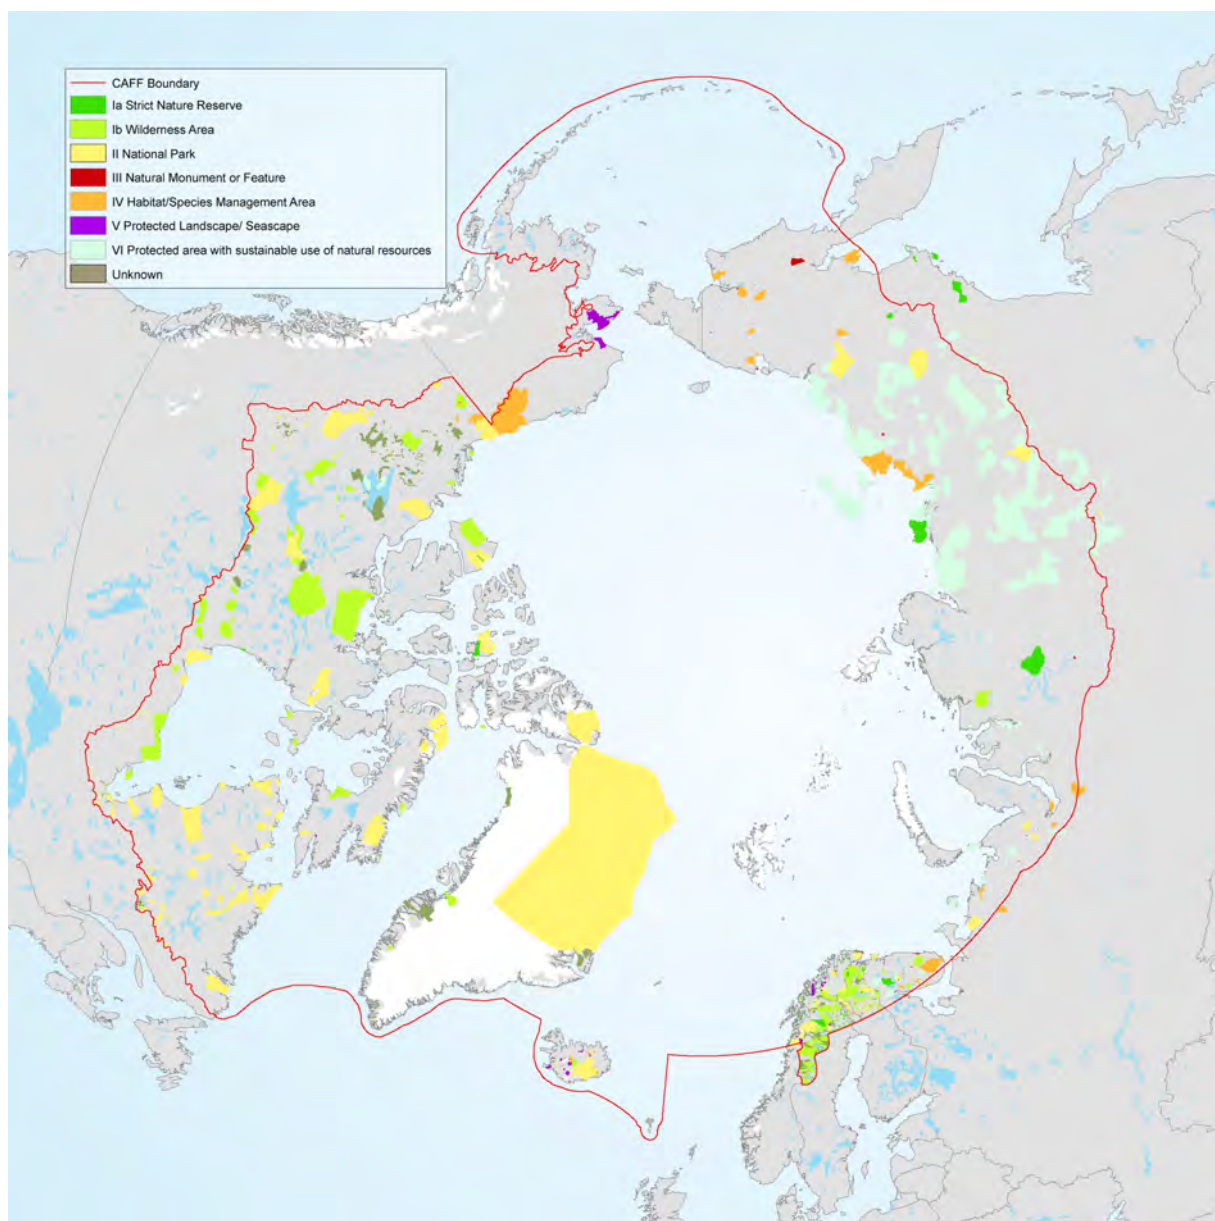 CAFF Boundary
Ia Strict Nature Reserve
Ib Wilderness Area
II National Park
III Natural Monument or Feature
IV Habitat/Species Management Area
V Protected Landscape/ Seascape
VI Protected area with sustainable use of natural resources
Unknown